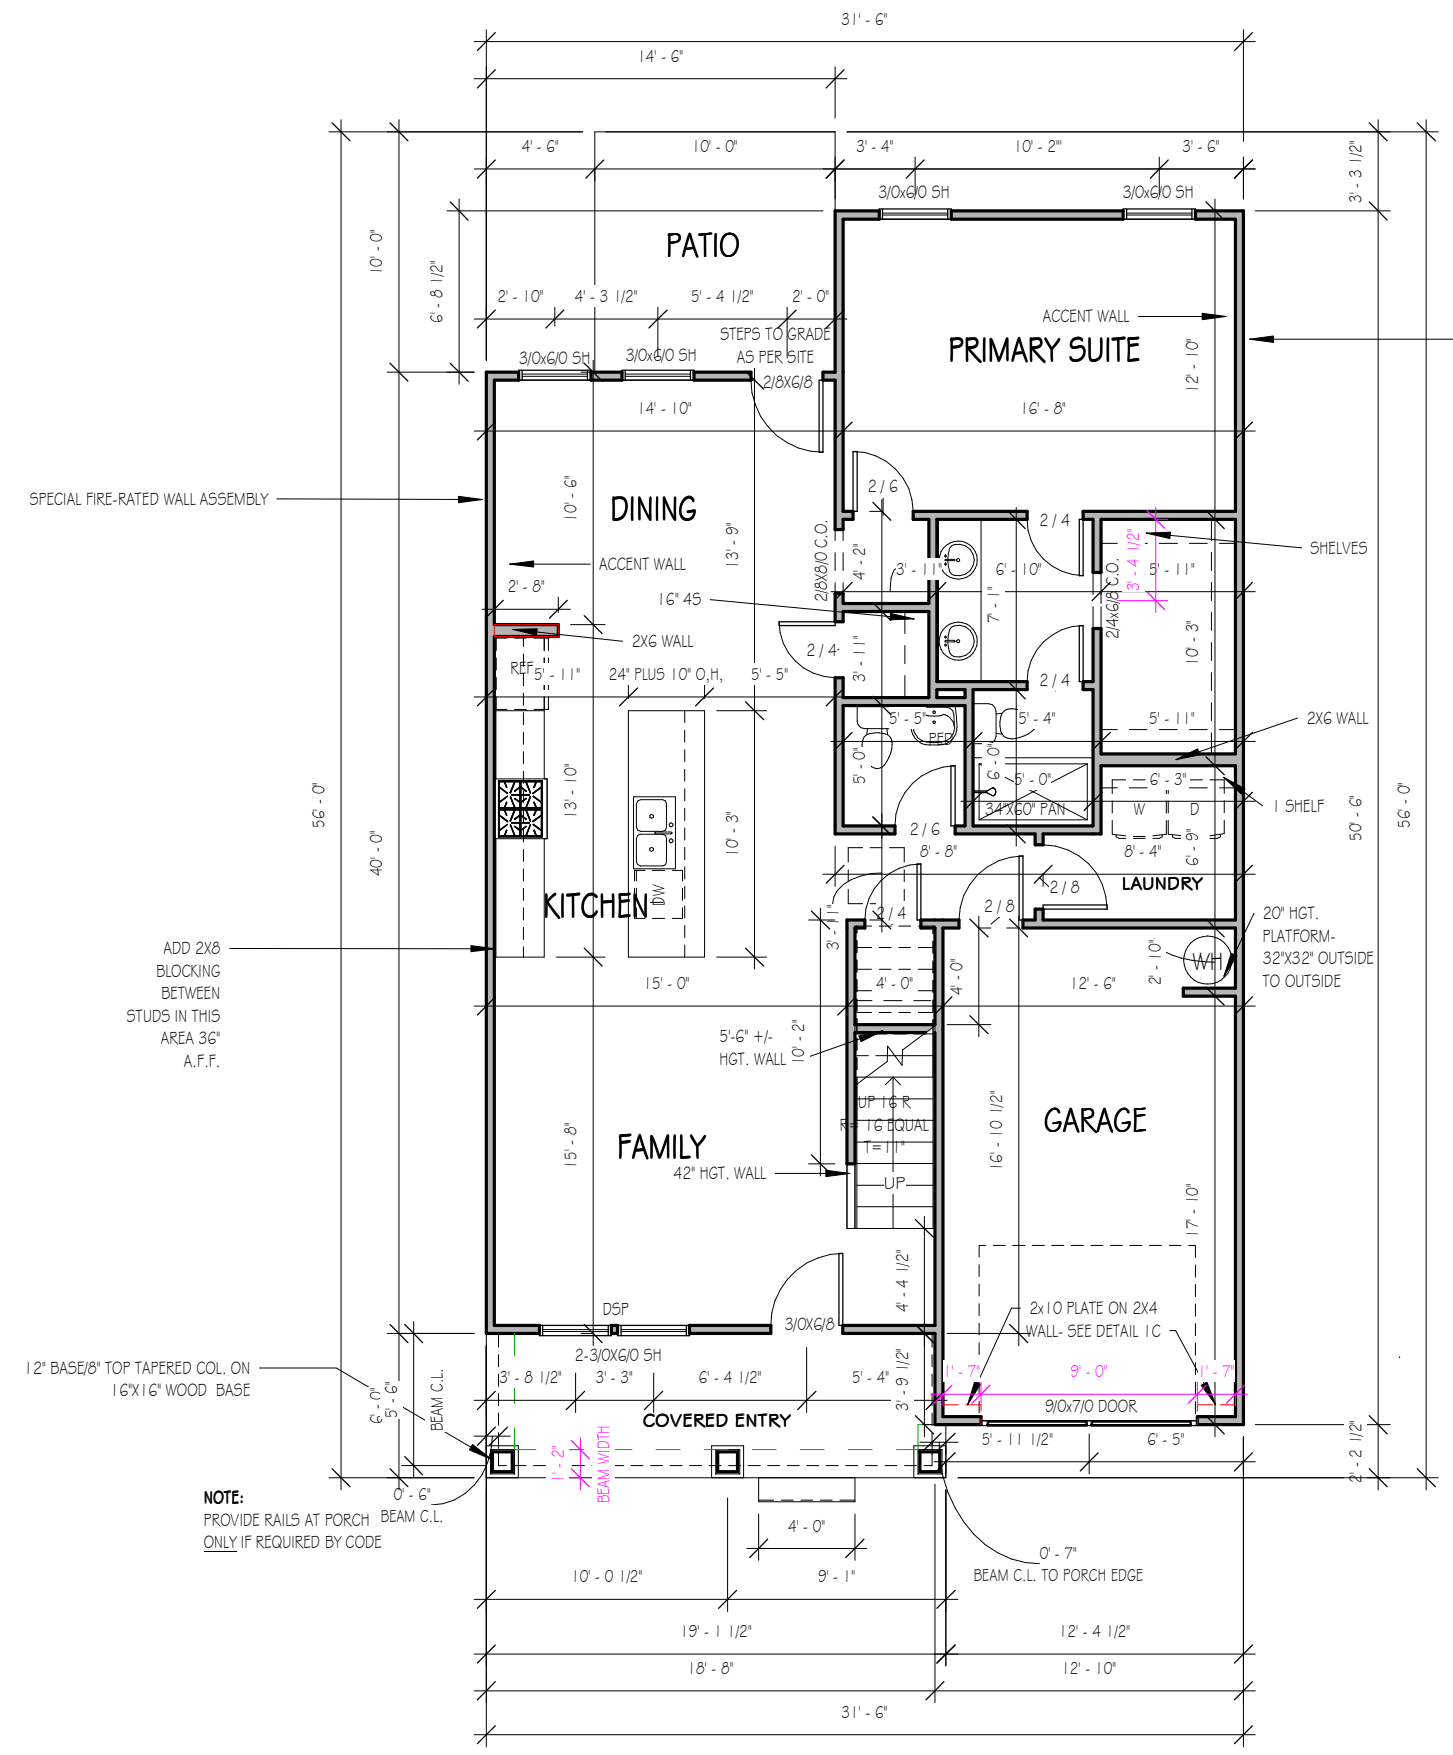 31' - 6"
14' - 6"
4' - 6"
10' - 0"
3' - 4"
10' - 2"
3' - 6"
3' - 3 1/2"
3/0x6/0 SH
3/0x6/0 SH
PATIO
10' - 0"
6' - 8 1/2"
2' - 10"
4' - 3 1/2"
5' - 4 1/2"
2' - 0"
STEPS TO GRADE
AS PER SITE
ACCENT WALL
PRIMARY SUITE
12' - 10"
3/0x6/0 SH
3/0x6/0 SH
2/8X6/8
14' - 10"
16' - 8"
SPECIAL FIRE-RATED WALL ASSEMBLY
10' - 6"
DINING
13' - 9"
2 / 6
2 / 4
SHELVES
ACCENT WALL
2' - 8"
16" 4S
2/8X8/0 C.O.
4' - 2"
3' - 11"
6' - 10"
7' - 1"
2/4x6/8 C.O.
3' - 4 1/2"
5' - 11"
2X6 WALL
2 / 4
3' - 11"
2 / 4
10' - 3"
REF.
5' - 11"
24" PLUS 10" O,H,
5' - 5"
5' - 5"
PED
5' - 4"
5' - 11"
2X6 WALL
5' - 0"
6' - 0"
5' - 0"
34"X60" PAN
6' - 3"
W
D
1 SHELF
56' - 0"
40' - 0"
13' - 10"
10' - 3"
2 / 6
8' - 8"
8' - 4"
6' - 9"
50' - 6"
56' - 0"
LAUNDRY
KITCHEN
DW
2 / 4
2 / 8
2 / 8
3' - 11"
ADD 2X8
BLOCKING
BETWEEN
STUDS IN THIS
AREA 36"
A.F.F.
20" HGT.
PLATFORM-
32"X32" OUTSIDE
TO OUTSIDE
WH
2' - 10"
15' - 0"
4' - 0"
4' - 0"
12' - 6"
5'-6" +/-
HGT. WALL
10' - 2"
UP 16 R
R= 16 EQUAL
T=11"
16' - 10 1/2"
GARAGE
FAMILY
15' - 8"
42" HGT. WALL
UP
17' - 10"
4' - 4 1/2"
DSP
3/0X6/8
2x10 PLATE ON 2X4
WALL- SEE DETAIL 1C
2-3/0X6/0 SH
12" BASE/8" TOP TAPERED COL. ON
16"X16" WOOD BASE
6' - 0"
5' - 6"
BEAM C.L.
3' - 8 1/2"
3' - 3"
6' - 4 1/2"
5' - 4"
3' - 9 1/2"
1' - 7"
9' - 0"
1' - 7"
9/0x7/0 DOOR
COVERED ENTRY
5' - 11 1/2"
6' - 5"
2' - 2 1/2"
1' - 2"
BEAM WIDTH
NOTE:
PROVIDE RAILS AT PORCH
ONLY IF REQUIRED BY CODE
0' - 6"
BEAM C.L.
4' - 0"
0' - 7"
BEAM C.L. TO PORCH EDGE
10' - 0 1/2"
9' - 1"
19' - 1 1/2"
12' - 4 1/2"
18' - 8"
12' - 10"
31' - 6"